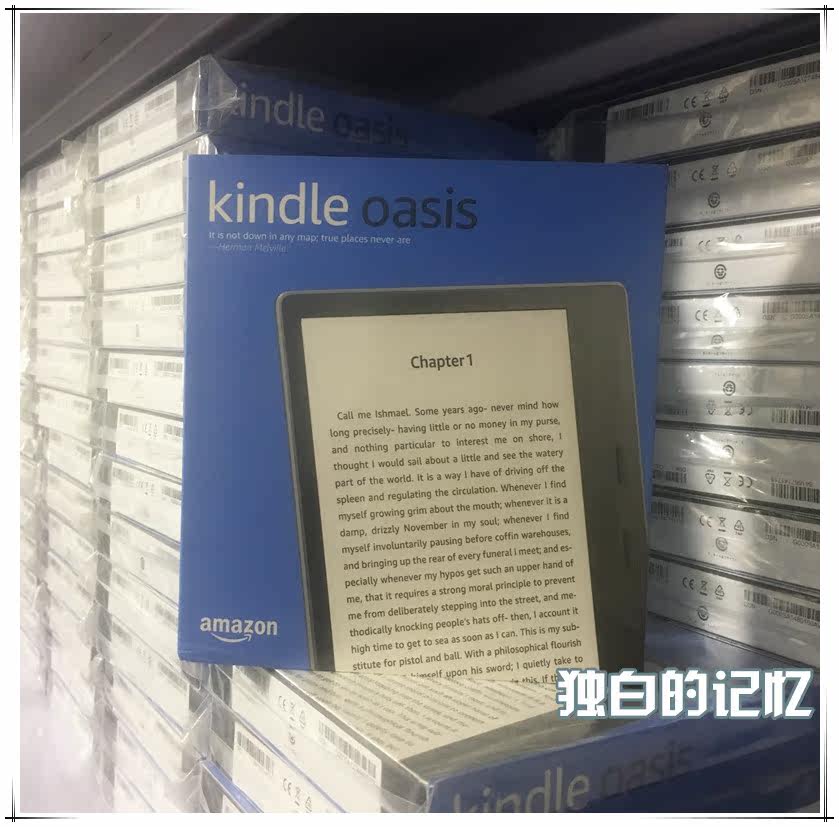 kindle oasis
kindle oasis
It is not down in any map; true places never are
—Herman Melville
Chapter 1
Call me Ishmael. Some years ago- never mind how
long precisely- having little or no money in my purse,
and nothing particular to interest me on shore, I
thought I would sail about a little and see the watery
part of the world. It is a way I have of driving off the
spleen and regulating the circulation. Whenever I find
myself growing grim about the mouth; whenever it is a
damp, drizzly November in my soul; whenever I find
myself involuntarily pausing before coffin warehouses,
and bringing up the rear of every funeral I meet; and es-
pecially whenever my hypos get such an upper hand of
me, that it requires a strong moral principle to prevent
me from deliberately stepping into the street, and me-
thodically knocking people's hats off- then, I account it
high time to get to sea as soon as I can. This is my sub-
stitute for pistol and ball. With a philosophical flourish
himself upon his sword; I quietly take to
this. If
amazon
独白的记忆
kindle oasis